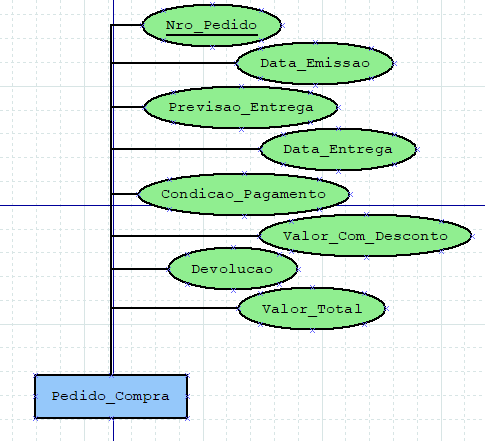 Nro_Pedido
Data_Emissao
Previsao_Entrega
Data_Entrega
Condicao_Pagamento
Valor_Com_Desconto
Devolucao
Valor_Total
Pedido_Compra